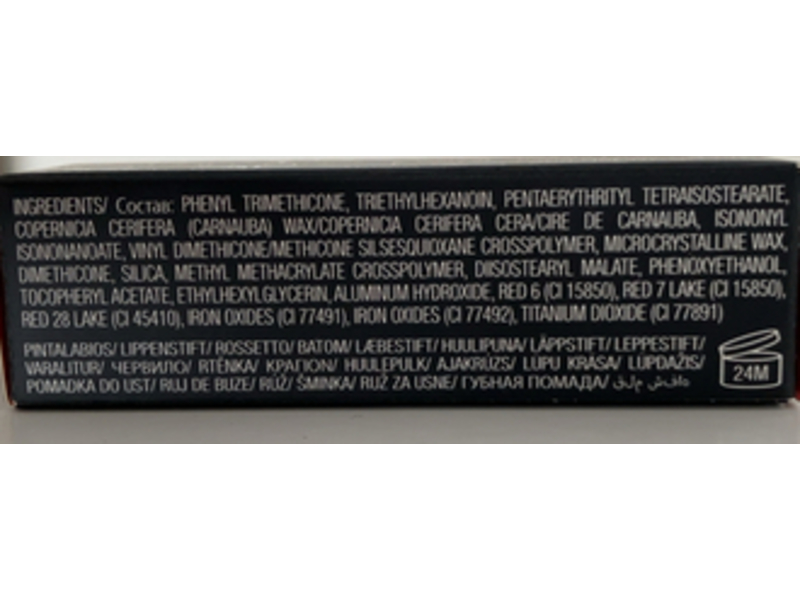 INGREDIENTS/ Состав: PHENYL TRIMETHICONE, TRIETHYLHEXANOIN, PENTAERYTHRITYL TETRAISOSTEARATE,
COPERNICIA CERIFERA (CARNAUBA) WAX/COPERNICIA CERIFERA CERA/CIRE DE CARNAUBA, ISONONYL
ISONONANOATE, VINYL DIMETHICONE/METHICONE SILSESQUIOXANE CROSSPOLYMER, MICROCRYSTALLINE WAX,
DIMETHICONE, SILICA, METHYL METHACRYLATE CROSSPOLYMER, DIISOSTEARYL MALATE, PHENOXYETHANOL,
TOCOPHERYL ACETATE, ETHYLHEXYLGLYCERIN, ALUMINUM HYDROXIDE, RED 6 (CI 15850), RED 7 LAKE (CI 15850),
RED 28 LAKE (CI 45410), IRON OXIDES (CI 77491), IRON OXIDES (CI 77492), TITANIUM DIOXIDE (CI 77891)
PINTALABIOS/ LIPPENSTIFT/ ROSSETTO/ BATOM/ LÆBESTIFT/ HUULIPUNA/ LÄPPSTIFT/ LEPPESTIFT/
VARALITUR/ ЧЕРВИЛО/ RTĚNKA/ ΚΡΑΓΙΟΝ/ HUULEPULK/ AJAKRÚZS/ LŪPU KRĀSA/ LŪPDAŽIS/
POMADKA DO UST/ RUJ DE BUZE/ RÚŽ/ ŠMINKA/ RUŽ ZA USNE/ ГУБНАЯ ПОМАДА/ قلم شفاه
24M